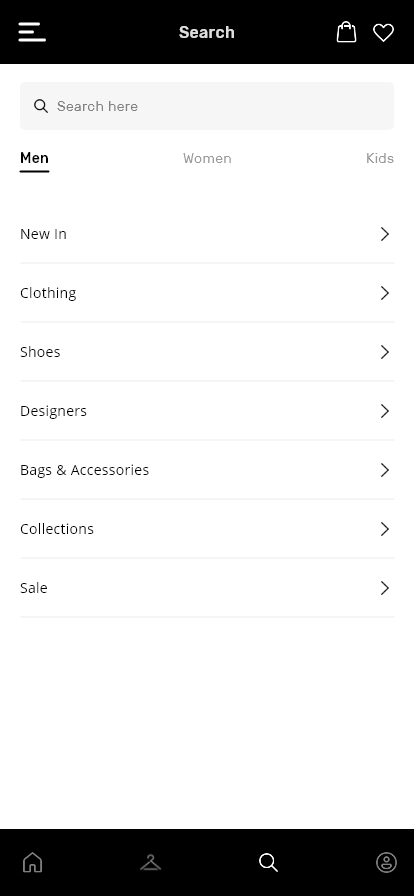 Search
Search here
Men Women Kids
New In
Clothing
Shoes
Designers
Bags & Accessories
Collections
Sale